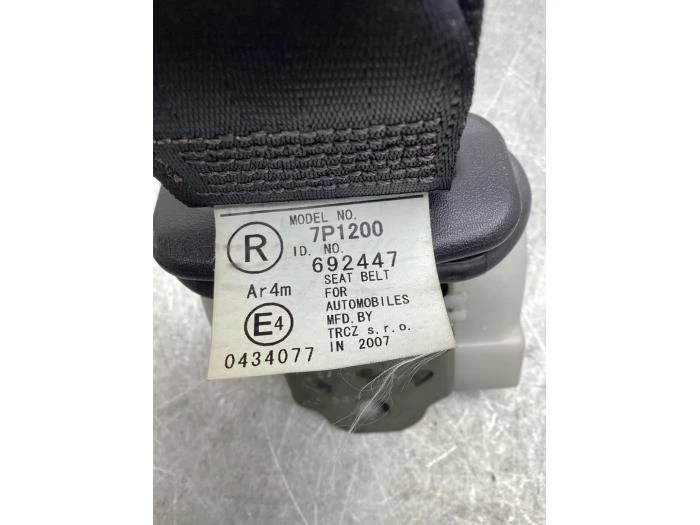 MODEL NO.
R
7P1200
ID. NO.
692447
SEAT BELT
Ar4m
FOR
AUTOMOBILES
E4
MFD. BY
TRCZ s.r.o.
0434077
IN 2007